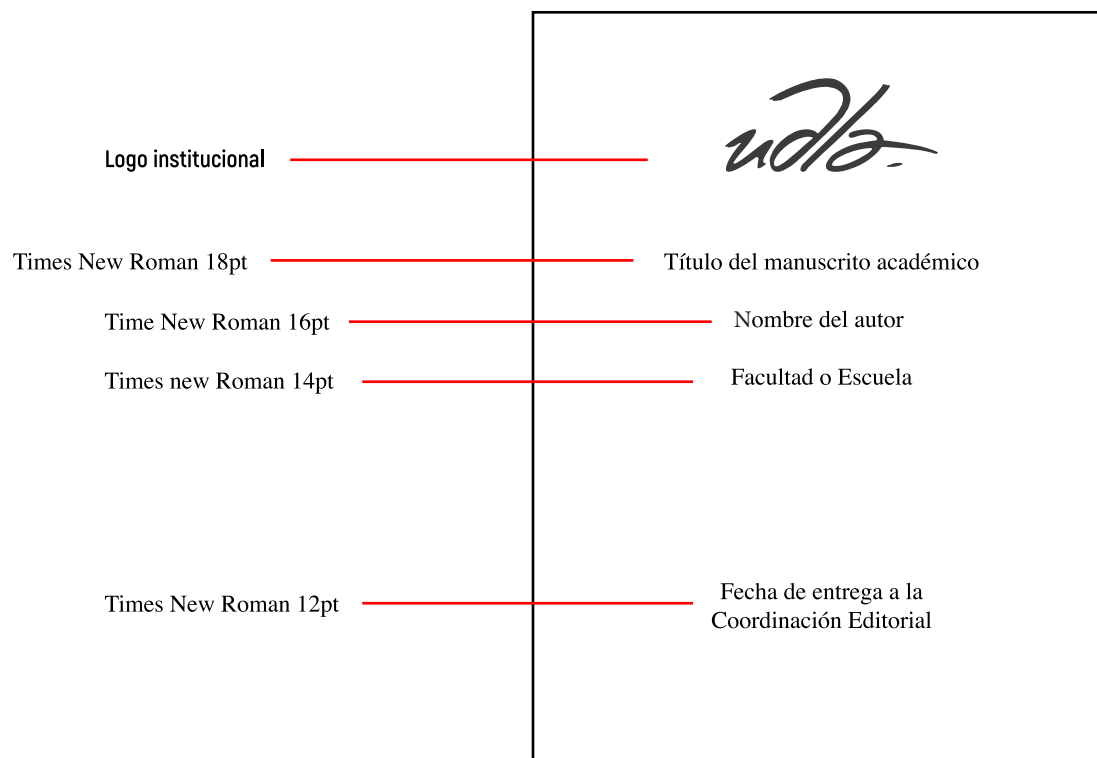 udla.
Logo institucional
Times New Roman 18pt
Título del manuscrito académico
Time New Roman 16pt
Nombre del autor
Times new Roman 14pt
Facultad o Escuela
Times New Roman 12pt
Fecha de entrega a la
Coordinación Editorial